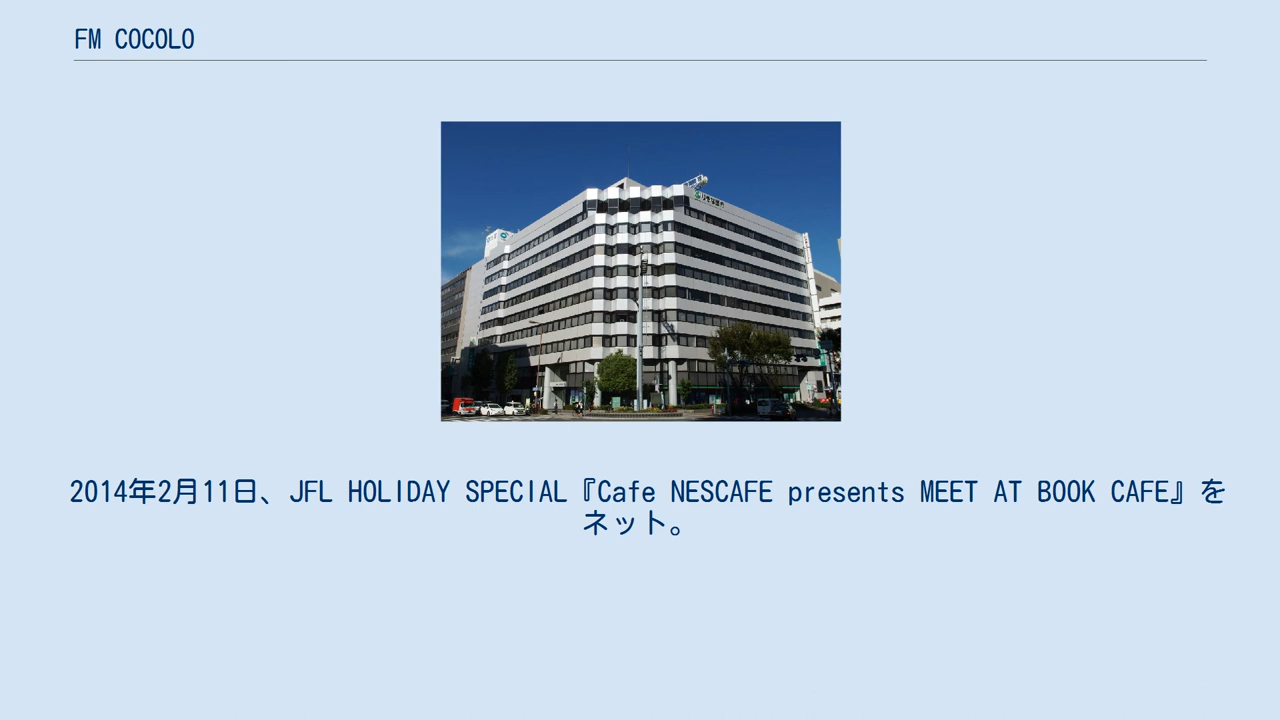 FM COCOLO
2014年2月11日、JFL HOLIDAY SPECIAL『Cafe NESCAFE presents MEET AT BOOK CAFE』を
ネット。